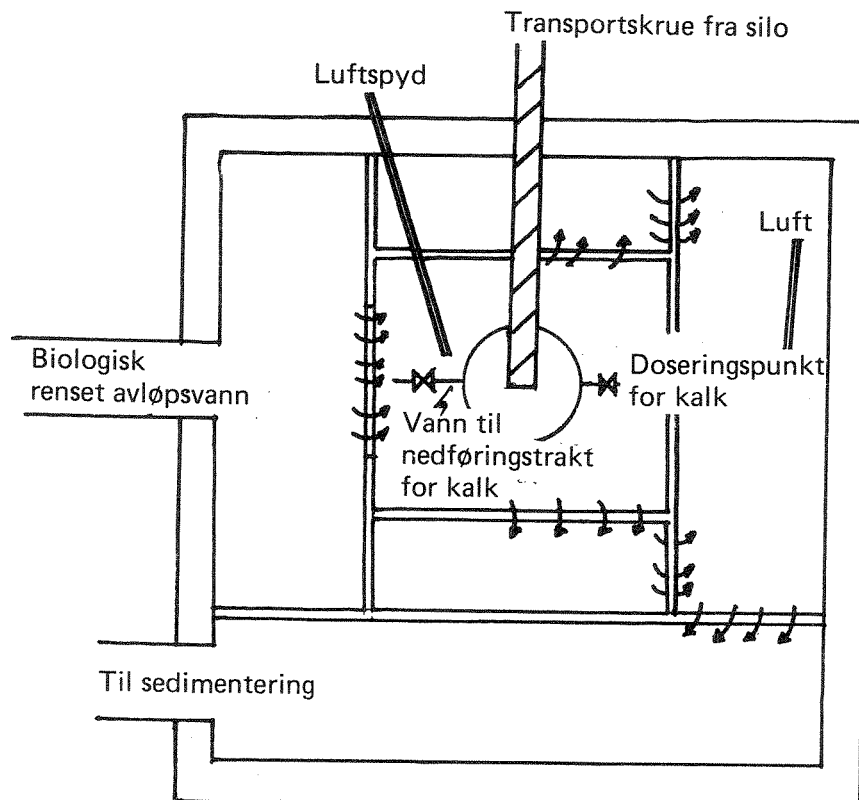 Transportskrue fra silo
Luftspyd
Luft
Biologisk
renset avløpsvann
Doseringspunkt
for kalk
Vann til
nedføringstrakt
for kalk
Til sedimentering